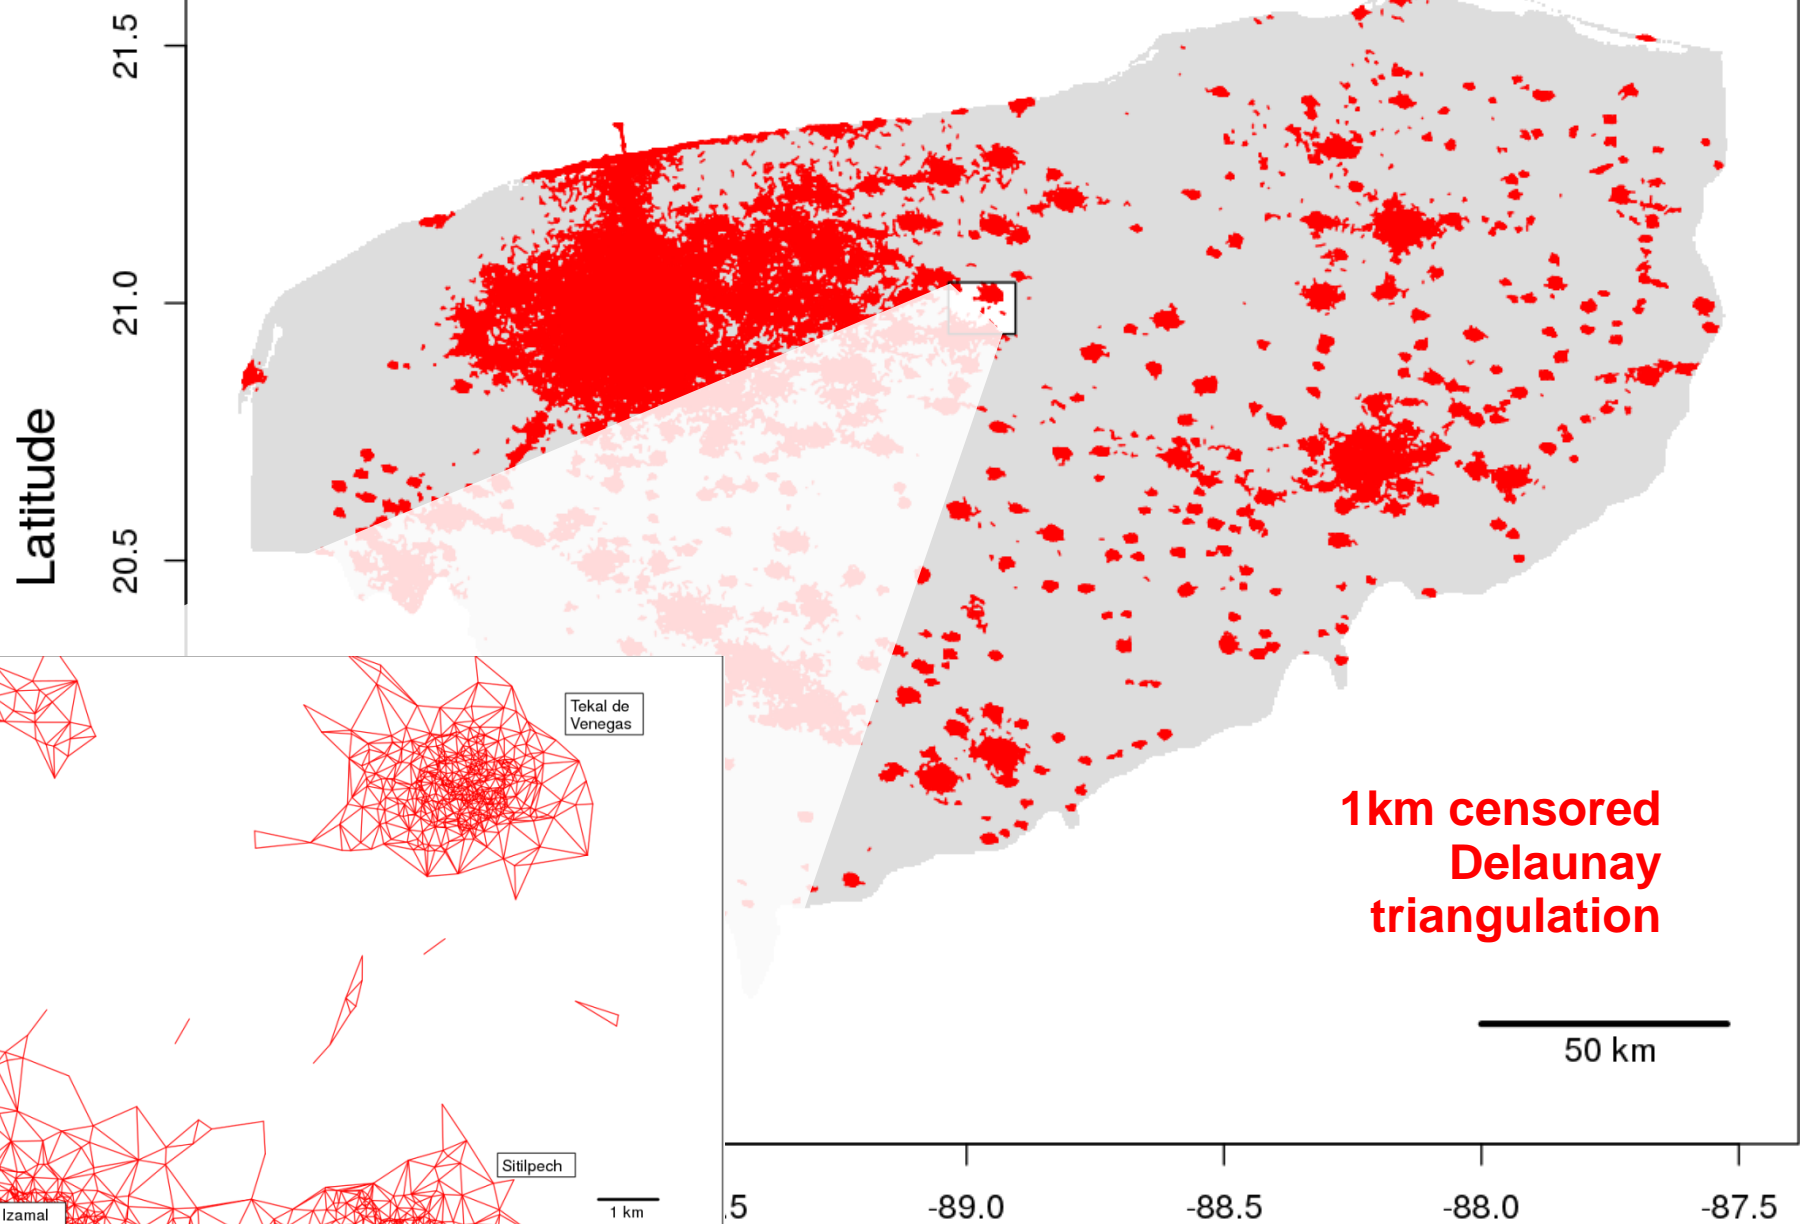 21.5
21.0
20.5
Latitude
Tekal de
Venegas
Sitilpech
Izamal
1 km
1km censored
Delaunay
triangulation
50 km
.5
-89.0
-88.5
-88.0
-87.5